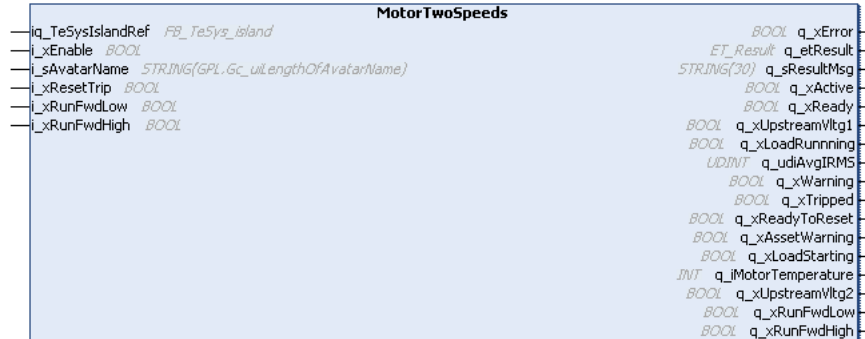 MotorTwoSpeeds
iq_TeSysIslandRef FB_TeSys_island BOOL q_xError
i_xEnable BOOL ET_Result q_etResult
i_sAvatarName STRING(GPL.Gc_uiLengthOfAvatarName) STRING(30) q_sResultMsg
i_xResetTrip BOOL BOOL q_xActive
i_xRunFwdLow BOOL BOOL q_xReady
i_xRunFwdHigh BOOL BOOL q_xUpstreamVltg1
BOOL q_xLoadRunnning
UDINT q_udiAvgIRMS
BOOL q_xWarning
BOOL q_xTripped
BOOL q_xReadyToReset
BOOL q_xAssetWarning
BOOL q_xLoadStarting
INT q_iMotorTemperature
BOOL q_xUpstreamVltg2
BOOL q_xRunFwdLow
BOOL q_xRunFwdHigh